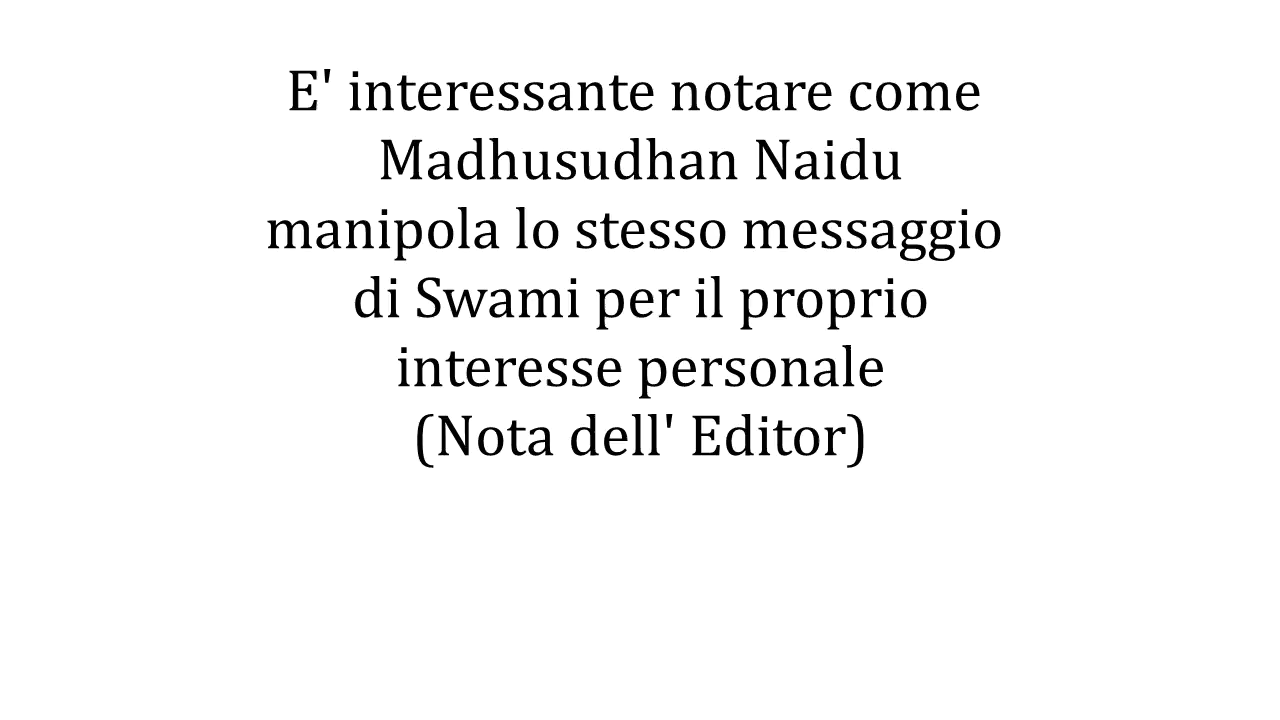 E' interessante notare come
Madhusudhan Naidu
manipola lo stesso messaggio
di Swami per il proprio
interesse personale
(Nota dell' Editor)